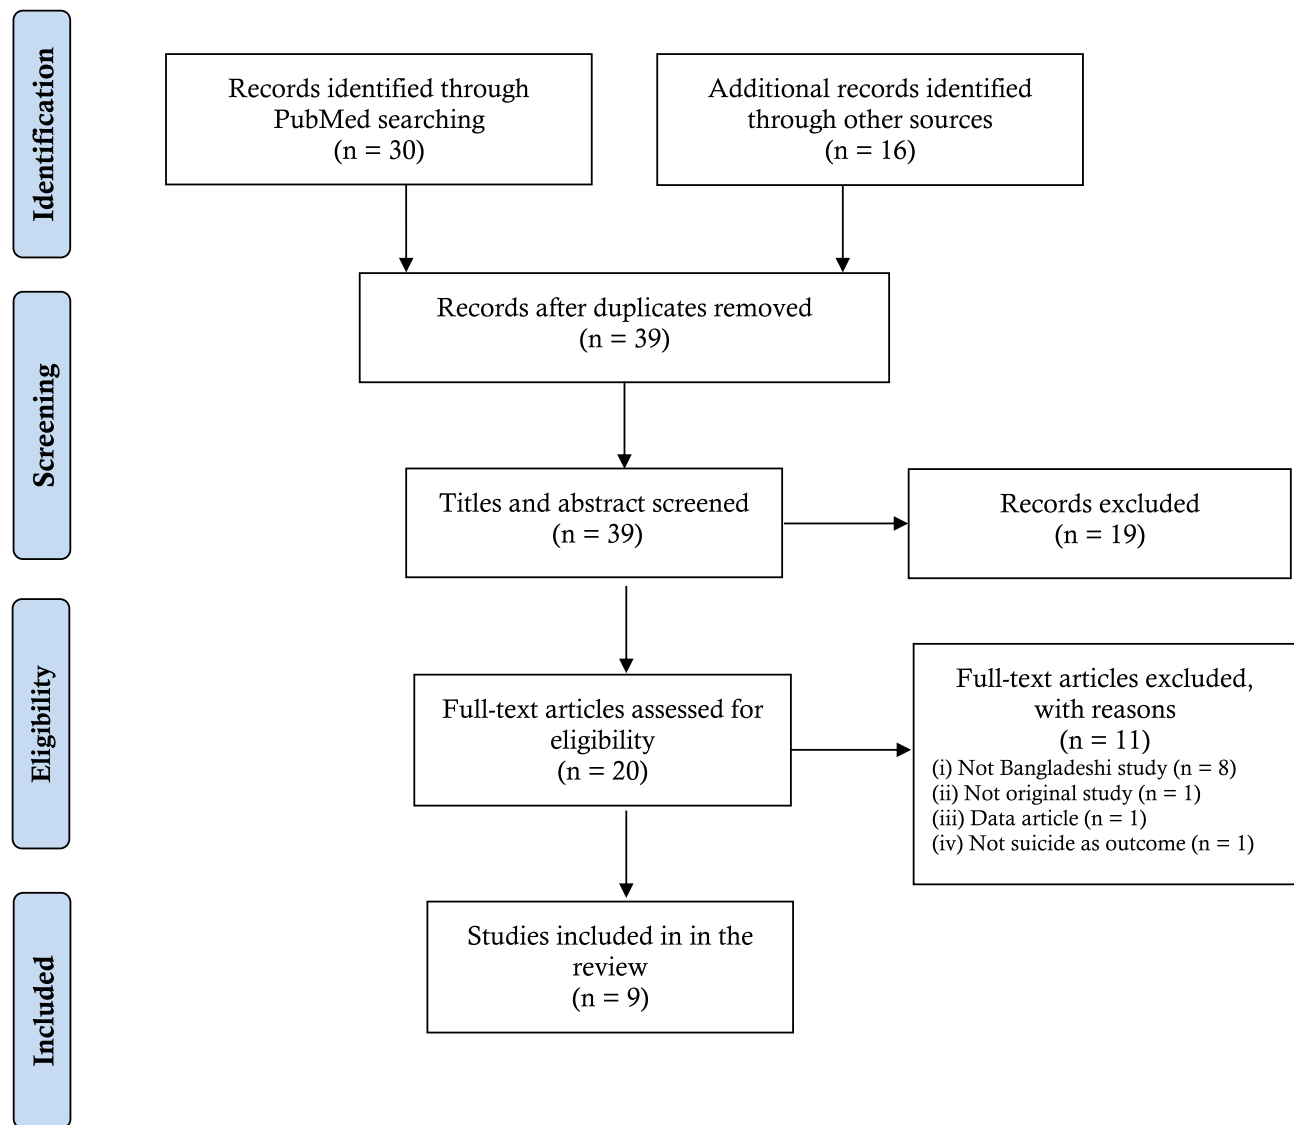 Identification
Records identified through
PubMed searching
(n = 30)
Additional records identified
through other sources
(n = 16)
Screening
Records after duplicates removed
(n = 39)
Titles and abstract screened
(n = 39)
Records excluded
(n = 19)
Eligibility
Full-text articles assessed for
eligibility
(n = 20)
Full-text articles excluded,
with reasons
(n = 11)
(i) Not Bangladeshi study (n = 8)
(ii) Not original study (n = 1)
(iii) Data article (n = 1)
(iv) Not suicide as outcome (n = 1)
Included
Studies included in in the
review
(n = 9)